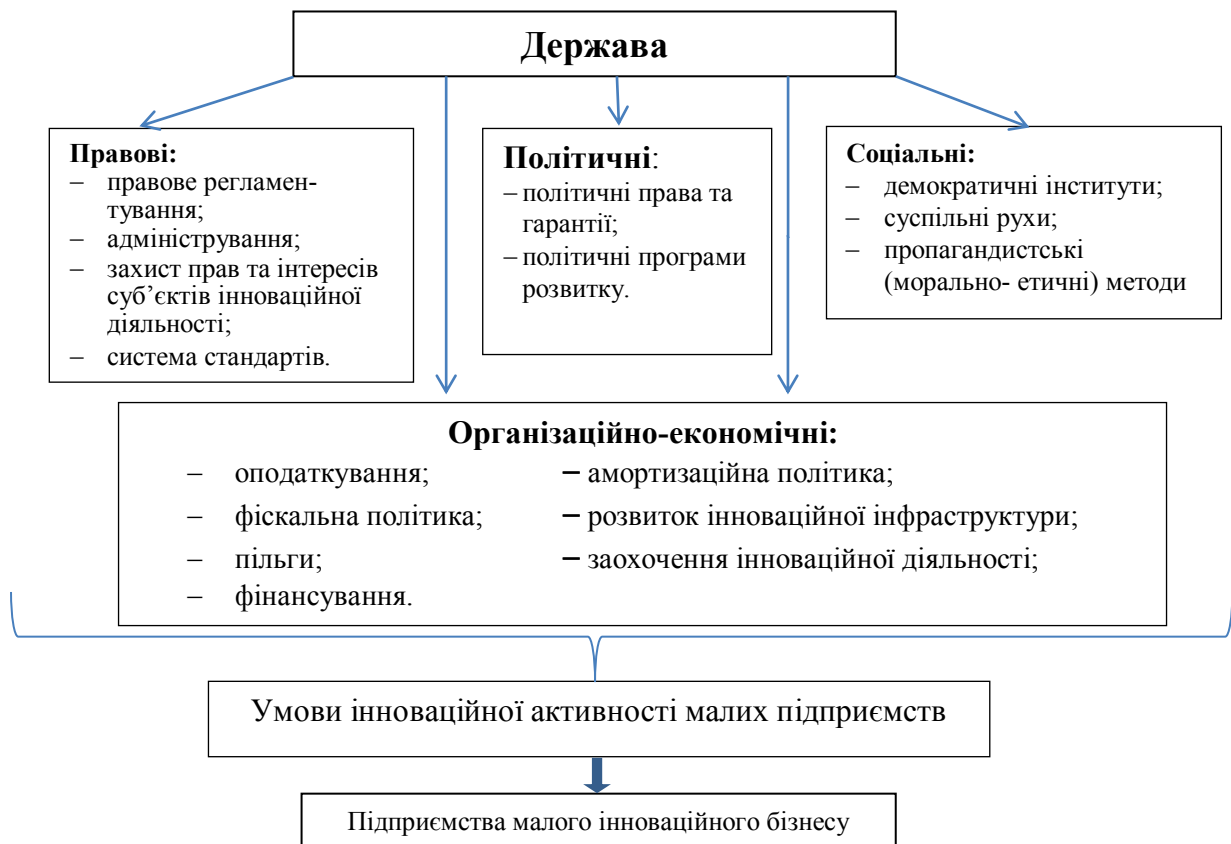 Держава
Правові:
– правове регламен-
тування;
– адміністрування;
– захист прав та інтересів
суб’єктів інноваційної
діяльності;
– система стандартів.
Політичні:
– політичні права та
гарантії;
– політичні програми
розвитку.
Соціальні:
– демократичні інститути;
– суспільні рухи;
– пропагандистські
(морально- етичні) методи
Організаційно-економічні:
– оподаткування;
– фіскальна політика;
– пільги;
– фінансування.
– амортизаційна політика;
– розвиток інноваційної інфраструктури;
– заохочення інноваційної діяльності;
Умови інноваційної активності малих підприємств
Підприємства малого інноваційного бізнесу